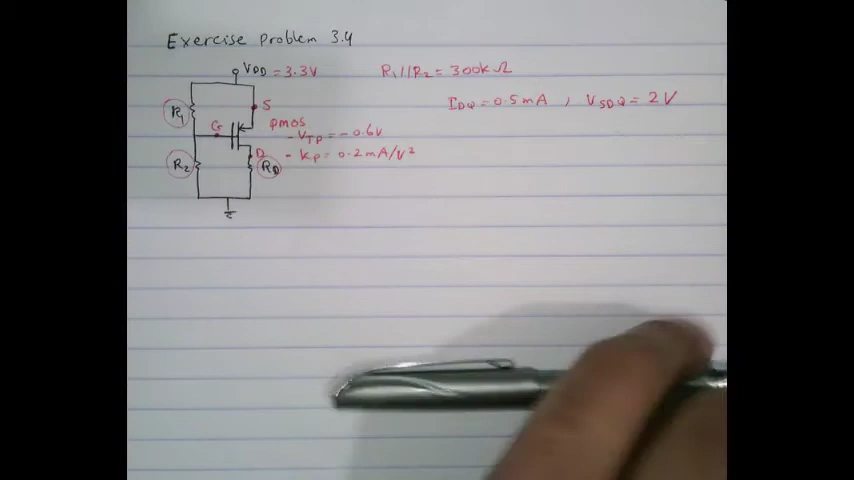 Exercise problem 3.4
VDD = 3.3V
R1//R2 = 300kΩ
IDQ = 0.5mA , VSDQ = 2V
S
R1
G
pmos
- VTP = -0.6V
D
- Kp = 0.2mA/V²
R2
RD